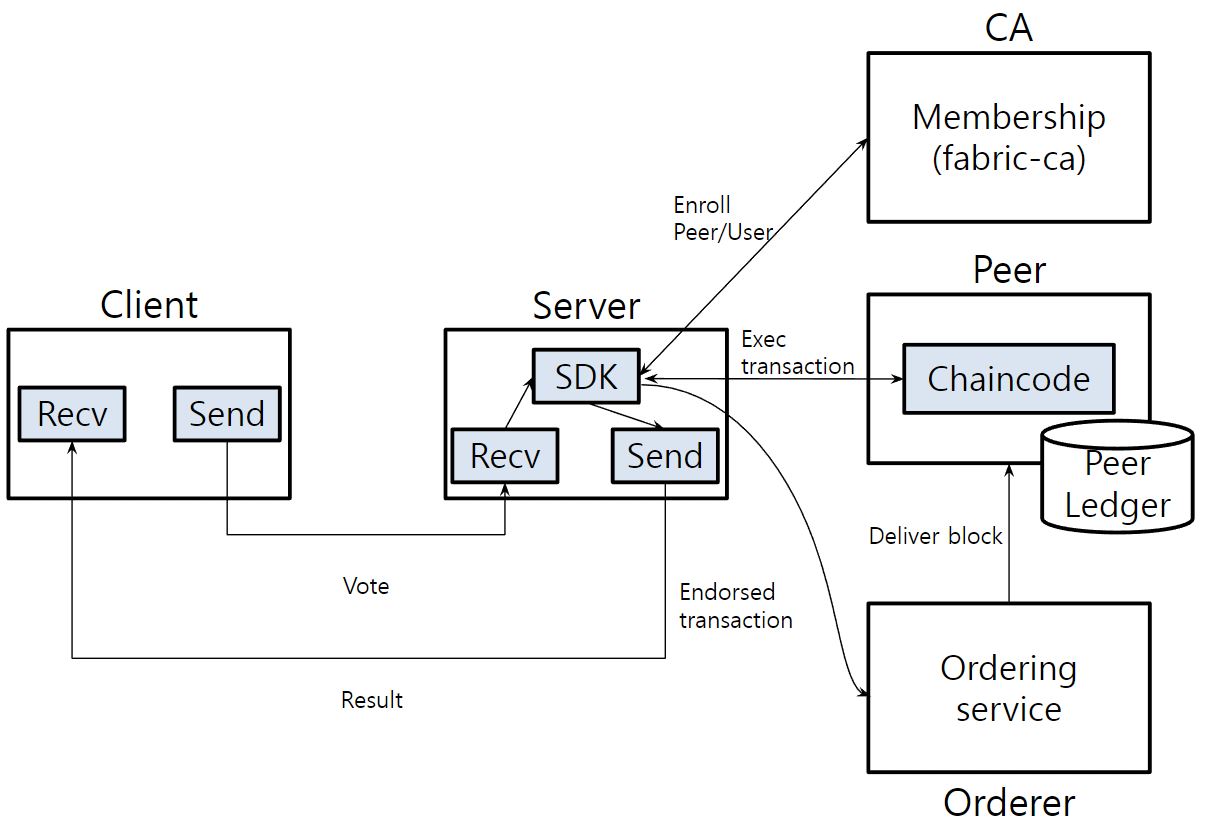 CA
Membership
(fabric-ca)
Enroll
Peer/User
Peer
Client
Server
Exec
transaction
SDK
Chaincode
Recv
Send
Recv
Send
Peer
Ledger
Deliver block
Vote
Endorsed
transaction
Ordering
service
Result
Orderer